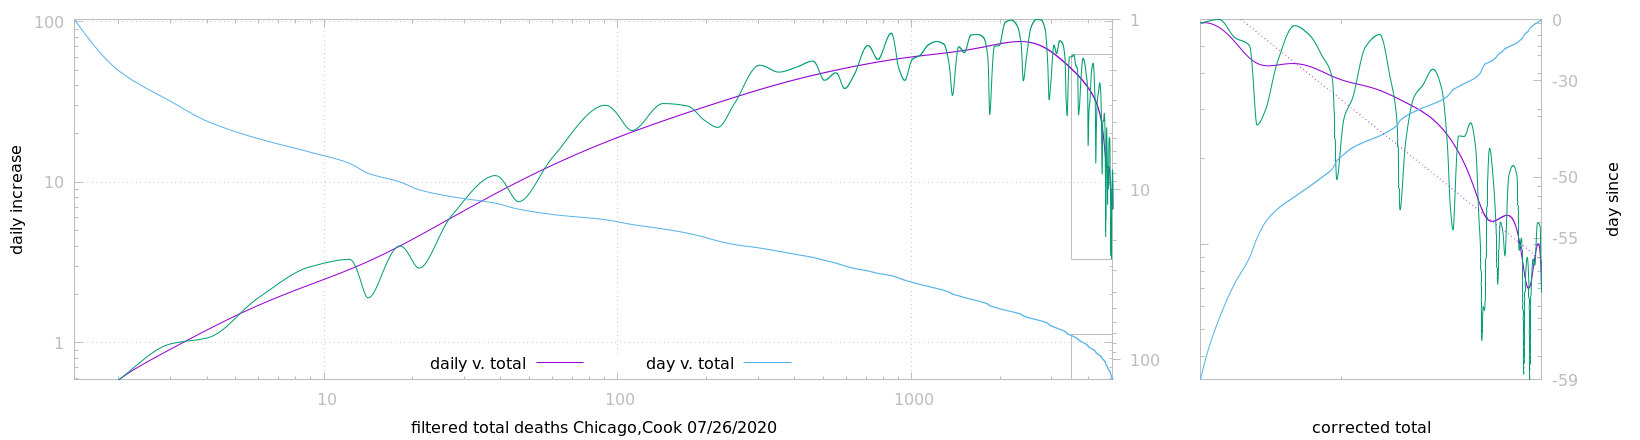 100
10
1
daily increase
10
100
1000
filtered total deaths Chicago,Cook 07/26/2020
daily v. total
day v. total
1
10
100
0
-30
-50
-55
-59
day since
corrected total